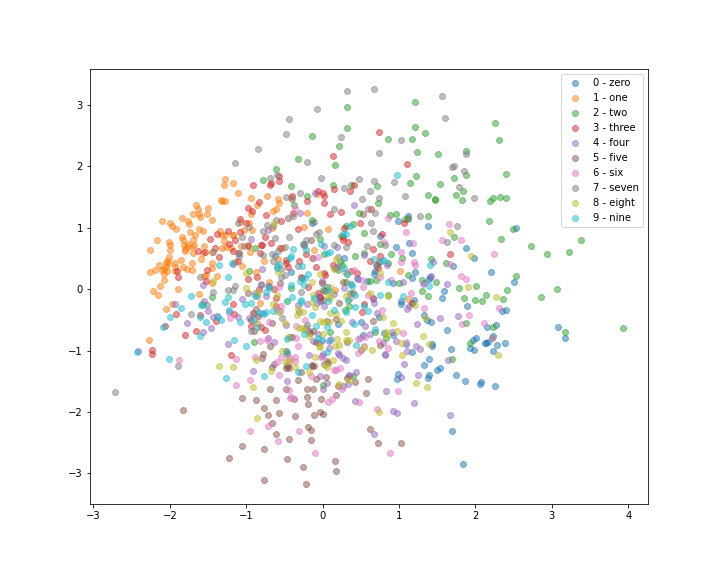 0 - zero
1 - one
2 - two
3 - three
4 - four
5 - five
6 - six
7 - seven
8 - eight
9 - nine
3
2
1
0
−1
−2
−3
−3 −2 −1 0 1 2 3 4